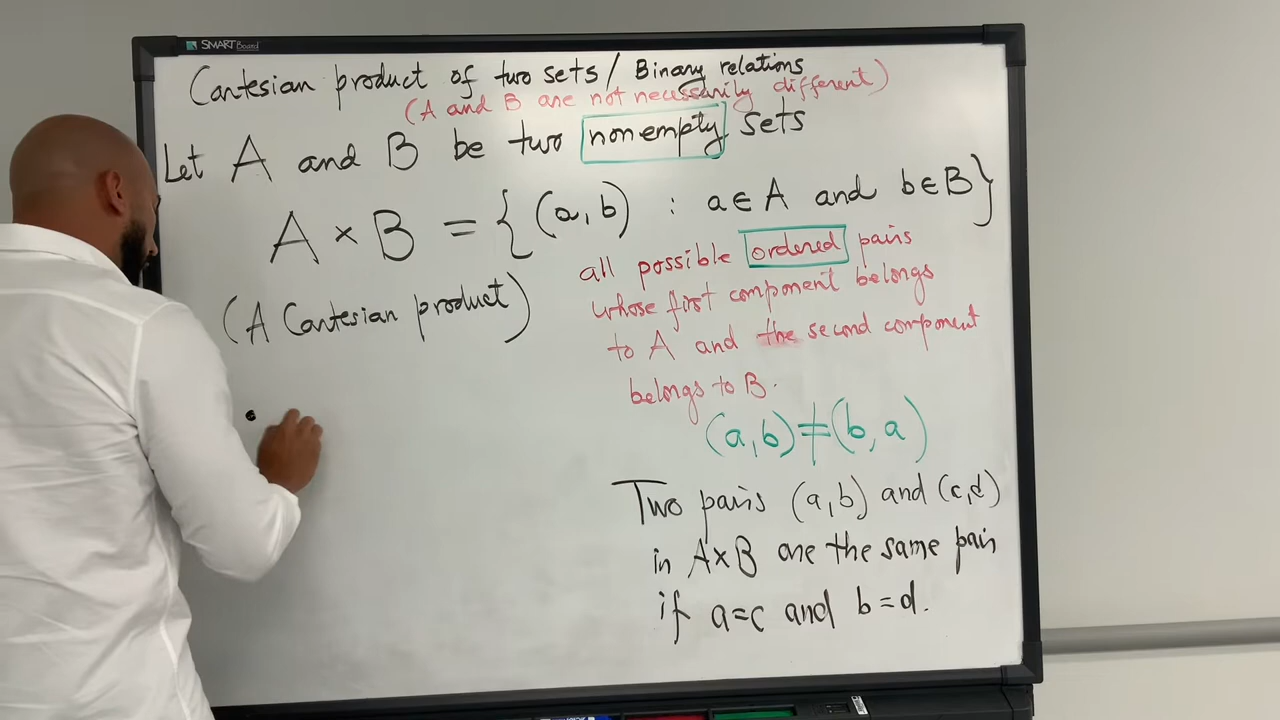 SMART Board
Cartesian product of two sets / Binary relations
(A and B are not necessarily different)
Let A and B be two nonempty sets
A × B = {(a,b) : a∈A and b∈B}
(A Cartesian product)
all possible ordered pairs
whose first component belongs
to A and the second component
belongs to B.
(a,b)≠(b,a)
Two pairs (a,b) and (c,d)
in A×B are the same pair
if a=c and b=d.